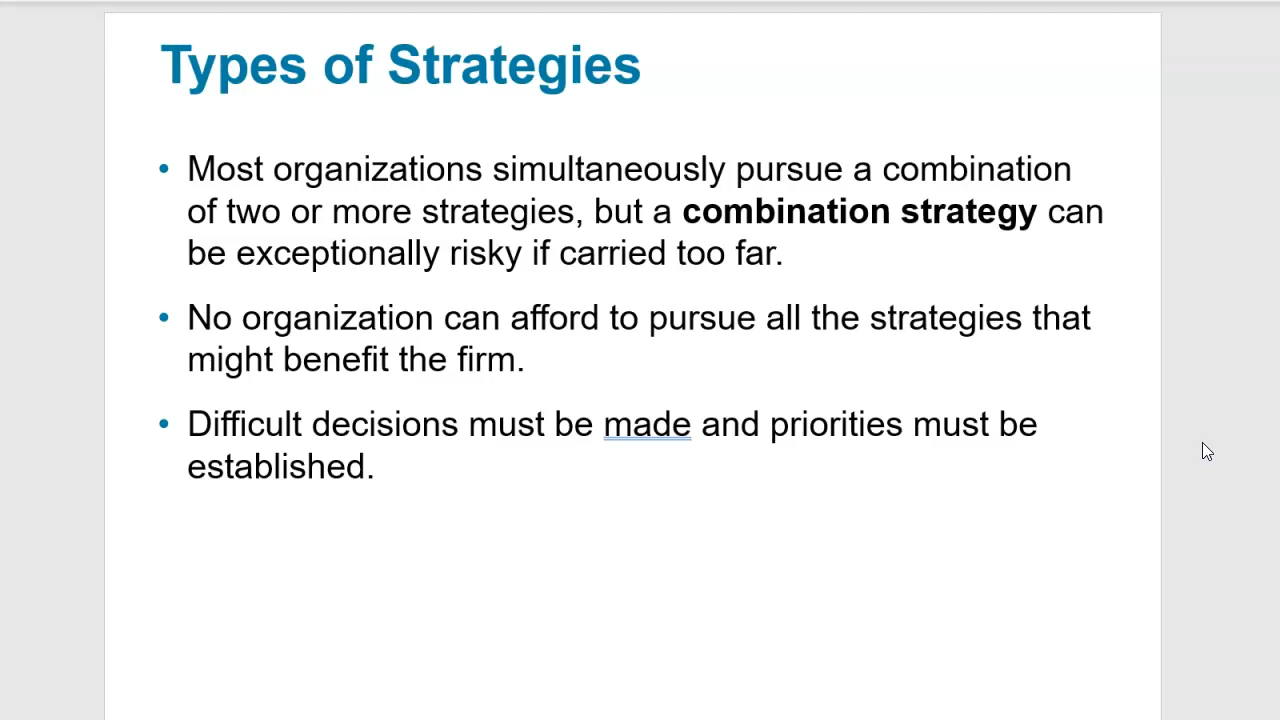 Types of Strategies
• Most organizations simultaneously pursue a combination
of two or more strategies, but a combination strategy can
be exceptionally risky if carried too far.
• No organization can afford to pursue all the strategies that
might benefit the firm.
• Difficult decisions must be made and priorities must be
established.